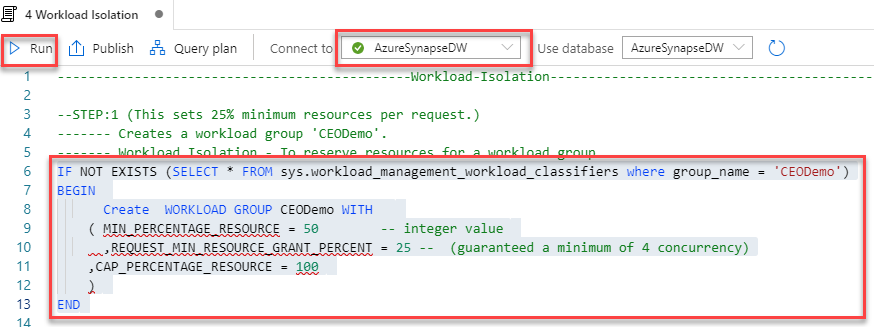 4 Workload Isolation
Run Publish Query plan Connect to AzureSynapseDW Use database AzureSynapseDW
1 -----------------------------------------------Workload-Isolation-------------------------------------------
2
3 --STEP:1 (This sets 25% minimum resources per request.)
4 ------- Creates a workload group 'CEODemo'.
5 ------- Workload Isolation - To reserve resources for a workload group
6 IF NOT EXISTS (SELECT * FROM sys.workload_management_workload_classifiers where group_name = 'CEODemo')
7 BEGIN
8 Create WORKLOAD GROUP CEODemo WITH
9 ( MIN_PERCENTAGE_RESOURCE = 50 -- integer value
10 ,REQUEST_MIN_RESOURCE_GRANT_PERCENT = 25 -- (guaranteed a minimum of 4 concurrency)
11 ,CAP_PERCENTAGE_RESOURCE = 100
12 )
13 END
14